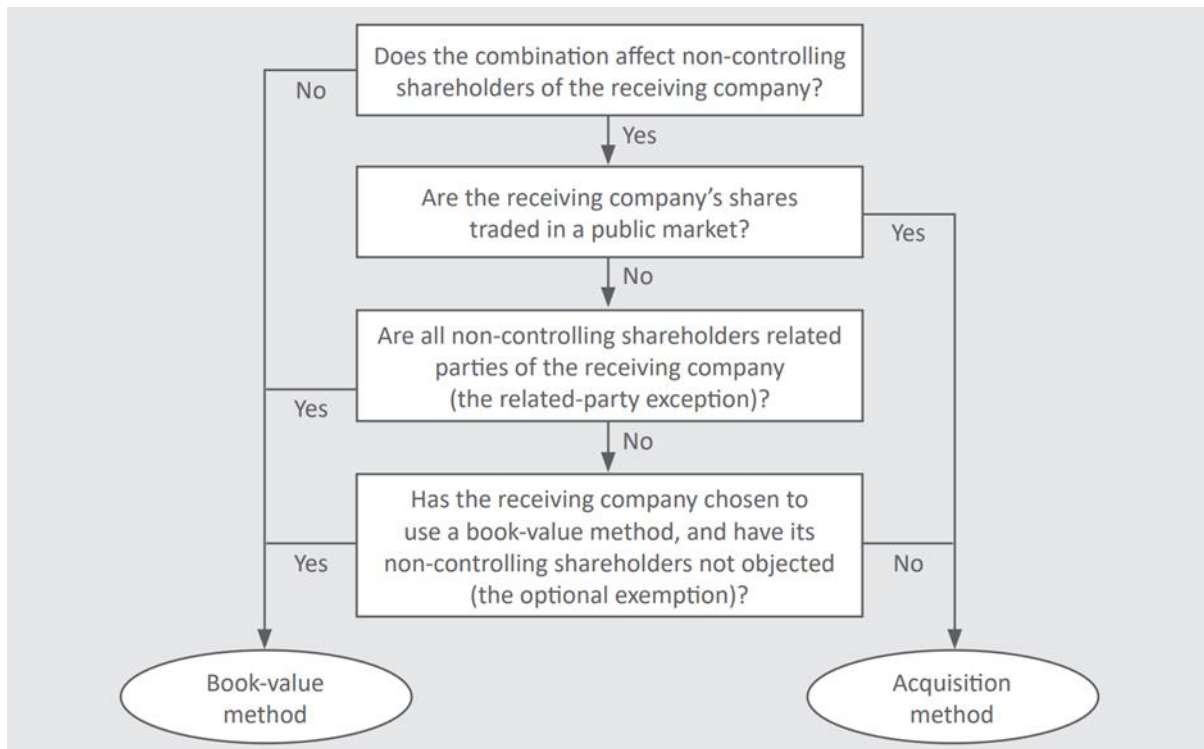 Does the combination affect non-controlling
shareholders of the receiving company?
No
Yes
Are the receiving company’s shares
traded in a public market?
Yes
No
Are all non-controlling shareholders related
parties of the receiving company
(the related-party exception)?
Yes
No
Has the receiving company chosen to
use a book-value method, and have its
non-controlling shareholders not objected
(the optional exemption)?
Yes
No
Book-value
method
Acquisition
method